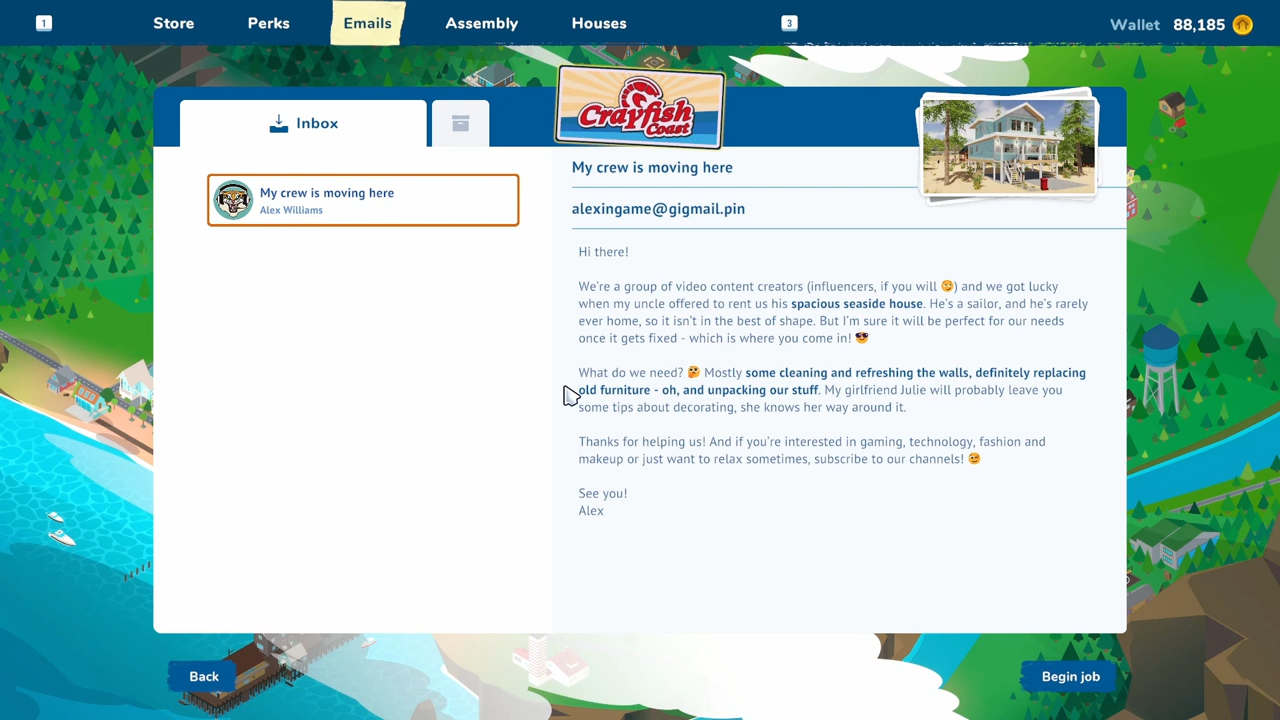 1
Store
Perks
Emails
Assembly
Houses
3
Wallet 88,185
Inbox
Crayfish
Coast
My crew is moving here
Alex Williams
My crew is moving here
alexingame@gigmail.pin
Hi there!
We're a group of video content creators (influencers, if you will 😏) and we got lucky
when my uncle offered to rent us his spacious seaside house. He's a sailor, and he's rarely
ever home, so it isn't in the best of shape. But I'm sure it will be perfect for our needs
once it gets fixed - which is where you come in! 😎
What do we need? 🤔 Mostly some cleaning and refreshing the walls, definitely replacing
old furniture - oh, and unpacking our stuff. My girlfriend Julie will probably leave you
some tips about decorating, she knows her way around it.
Thanks for helping us! And if you're interested in gaming, technology, fashion and
makeup or just want to relax sometimes, subscribe to our channels! 😉
See you!
Alex
Back
Begin job